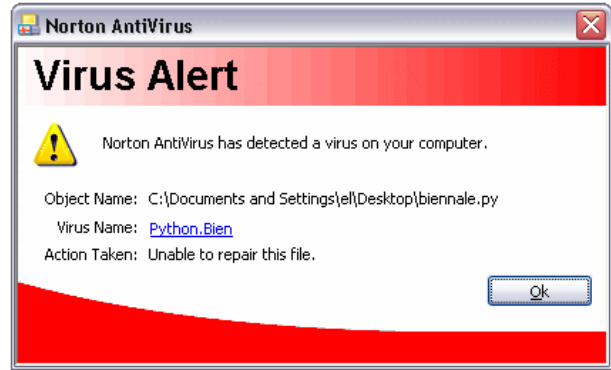 Norton AntiVirus
Virus Alert
Norton AntiVirus has detected a virus on your computer.
Object Name: C:\Documents and Settings\el\Desktop\biennale.py
Virus Name: Python.Bien
Action Taken: Unable to repair this file.
Ok